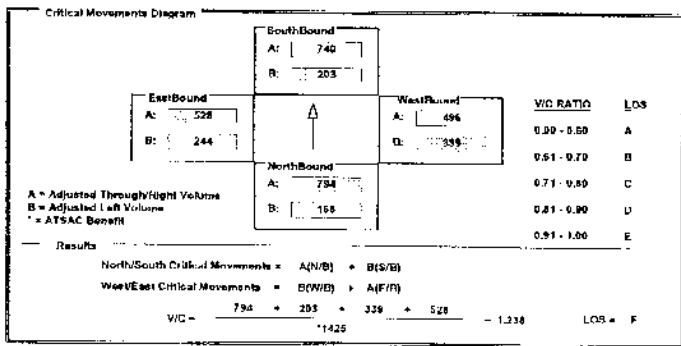 Critical Movements Diagram
SouthBound
A: 740
B: 203
EastBound
A: 528
B: 244
WestBound
A: 496
B: 339
NorthBound
A: 794
B: 168
V/C RATIO LOS
0.00 - 0.60 A
0.61 - 0.70 B
0.71 - 0.80 C
0.81 - 0.90 D
0.91 - 1.00 E
A = Adjusted Through/Right Volume
B = Adjusted Left Volume
* = ATSAC Benefit
Results
North/South Critical Movements = A(N/B) + B(S/B)
West/East Critical Movements = B(W/B) + A(E/B)
V/C = 794 + 203 + 339 + 528 = 1.238 LOS = F
*1425